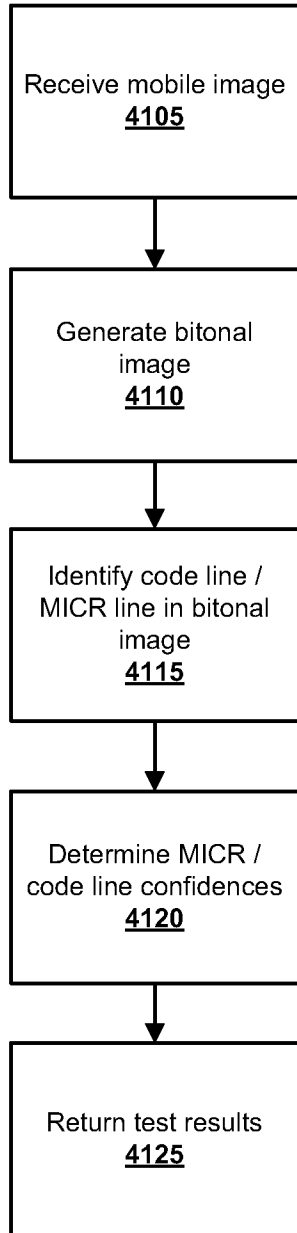 Receive mobile image
4105
Generate bitonal
image
4110
Identify code line /
MICR line in bitonal
image
4115
Determine MICR /
code line confidences
4120
Return test results
4125